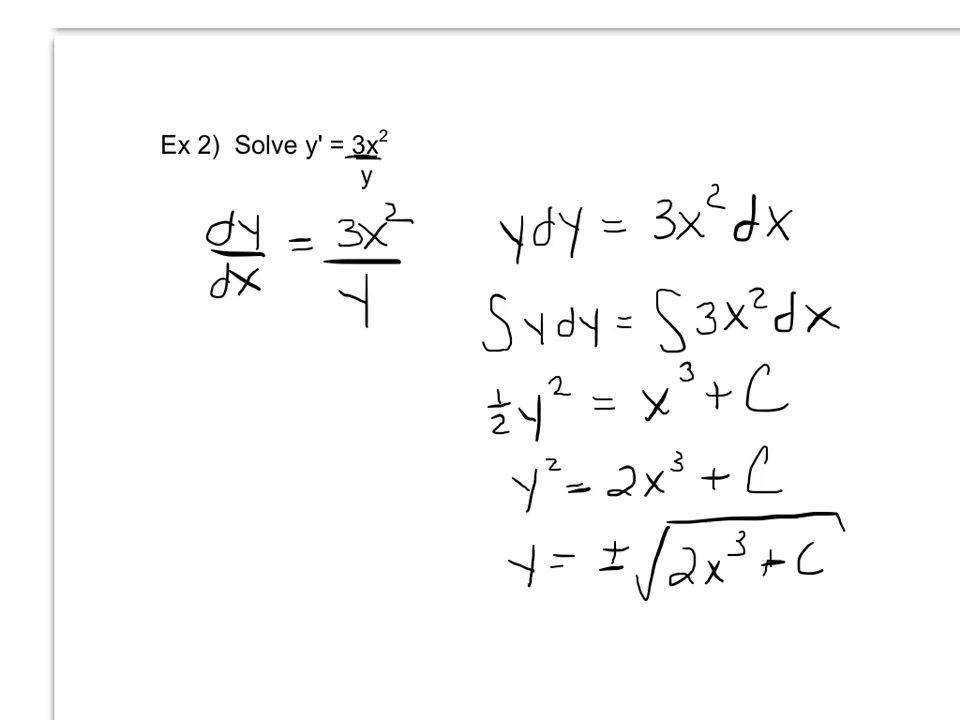 Ex 2) Solve y' = 3x²/y
dy/dx = 3x²/y
ydy = 3x²dx
∫ydy = ∫3x²dx
½y² = x³ + C
y² = 2x³ + C
y = ±√(2x³ + C)